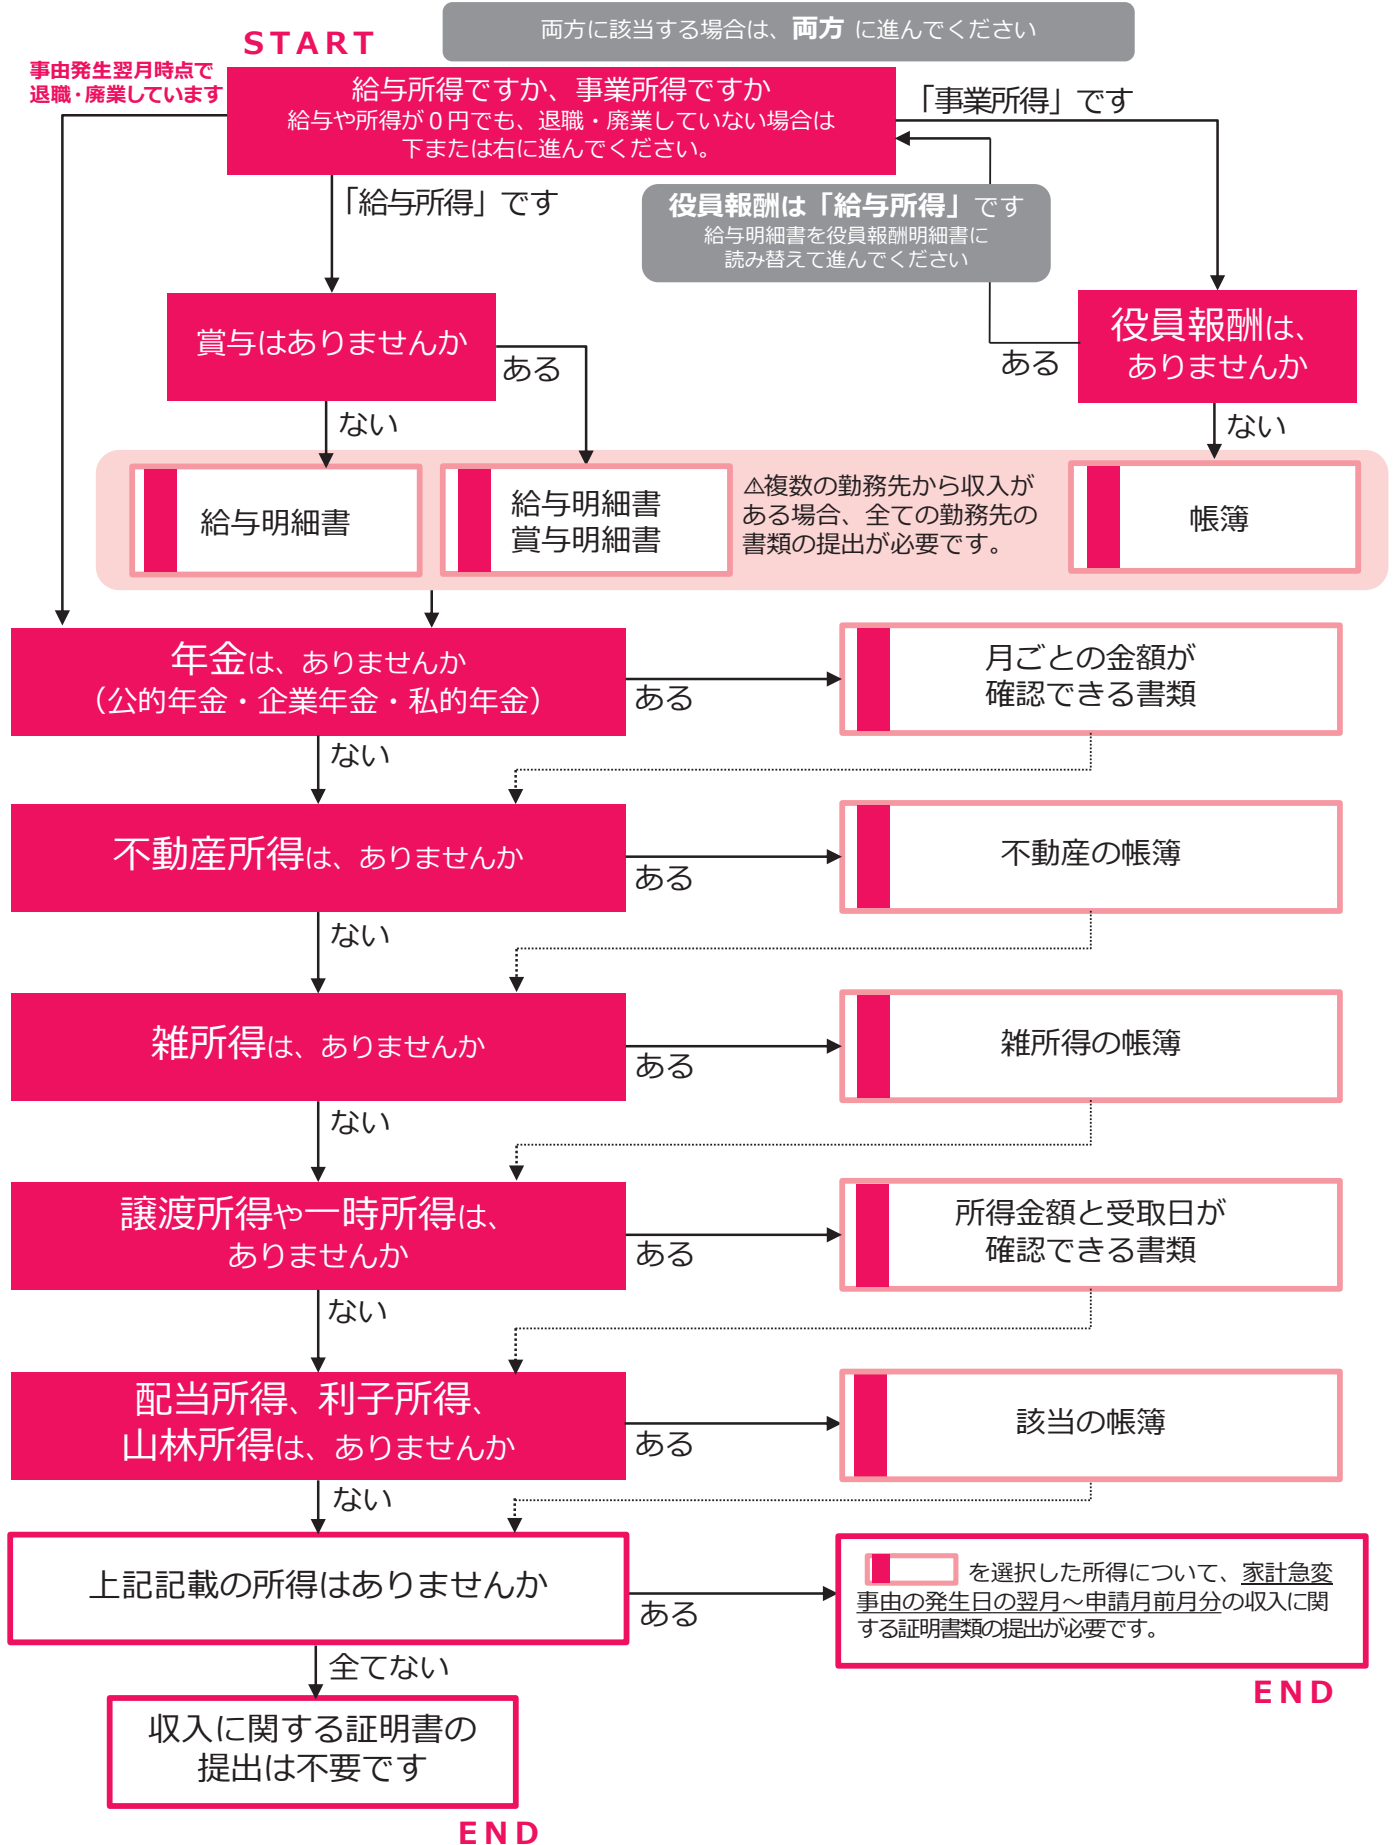 両方に該当する場合は、両方 に進んでください
START
事由発生翌月時点で
退職・廃業しています
給与所得ですか、事業所得ですか
給与や所得が０円でも、退職・廃業していない場合は
下または右に進んでください。
「事業所得」です
「給与所得」です
役員報酬は「給与所得」です
給与明細書を役員報酬明細書に
読み替えて進んでください
賞与はありませんか
ある
ない
役員報酬は、
ありませんか
ある
ない
給与明細書
給与明細書
賞与明細書
⚠複数の勤務先から収入が
ある場合、全ての勤務先の
書類の提出が必要です。
帳簿
年金は、ありませんか
（公的年金・企業年金・私的年金）
ある
月ごとの金額が
確認できる書類
ない
不動産所得は、ありませんか
ある
不動産の帳簿
ない
雑所得は、ありませんか
ある
雑所得の帳簿
ない
譲渡所得や一時所得は、
ありませんか
ある
所得金額と受取日が
確認できる書類
ない
配当所得、利子所得、
山林所得は、ありませんか
ある
該当の帳簿
ない
上記記載の所得はありませんか
ある
を選択した所得について、家計急変
事由の発生日の翌月～申請月前月分の収入に関
する証明書類の提出が必要です。
END
全てない
収入に関する証明書の
提出は不要です
END